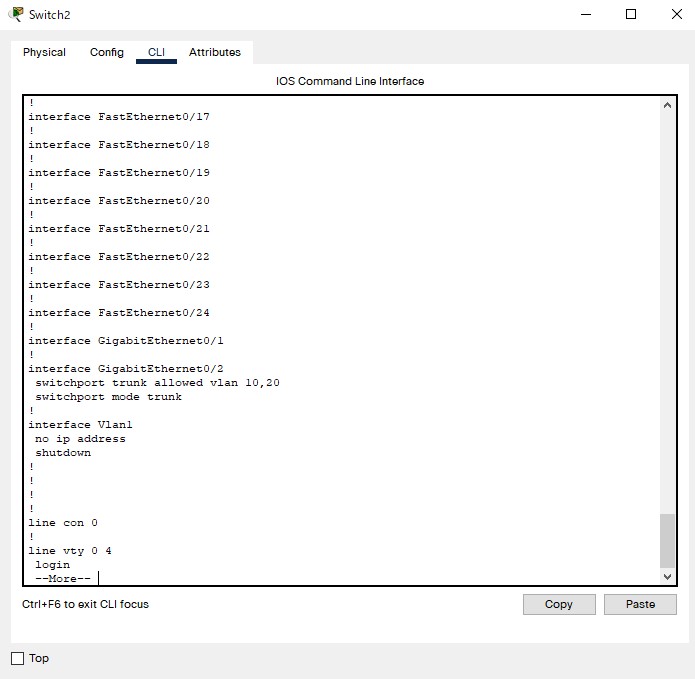 Switch2
Physical Config CLI Attributes
IOS Command Line Interface
!
interface FastEthernet0/17
!
interface FastEthernet0/18
!
interface FastEthernet0/19
!
interface FastEthernet0/20
!
interface FastEthernet0/21
!
interface FastEthernet0/22
!
interface FastEthernet0/23
!
interface FastEthernet0/24
!
interface GigabitEthernet0/1
!
interface GigabitEthernet0/2
 switchport trunk allowed vlan 10,20
 switchport mode trunk
!
interface Vlan1
 no ip address
 shutdown
!
!
!
!
line con 0
!
line vty 0 4
 login
 --More--
Ctrl+F6 to exit CLI focus
Copy Paste
Top